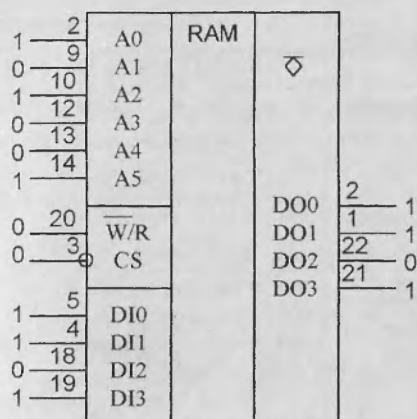 2 RAM
1 A0
9
0 A1 ◇
10
1 A2
12
0 A3
13
0 A4
14
1 A5
2
DO0 1
20 1
0 W̅/R DO1 1
3 22
0 CS DO2 0
21
5 DO3 1
1 DI0
4
1 DI1
18
0 DI2
19
1 DI3